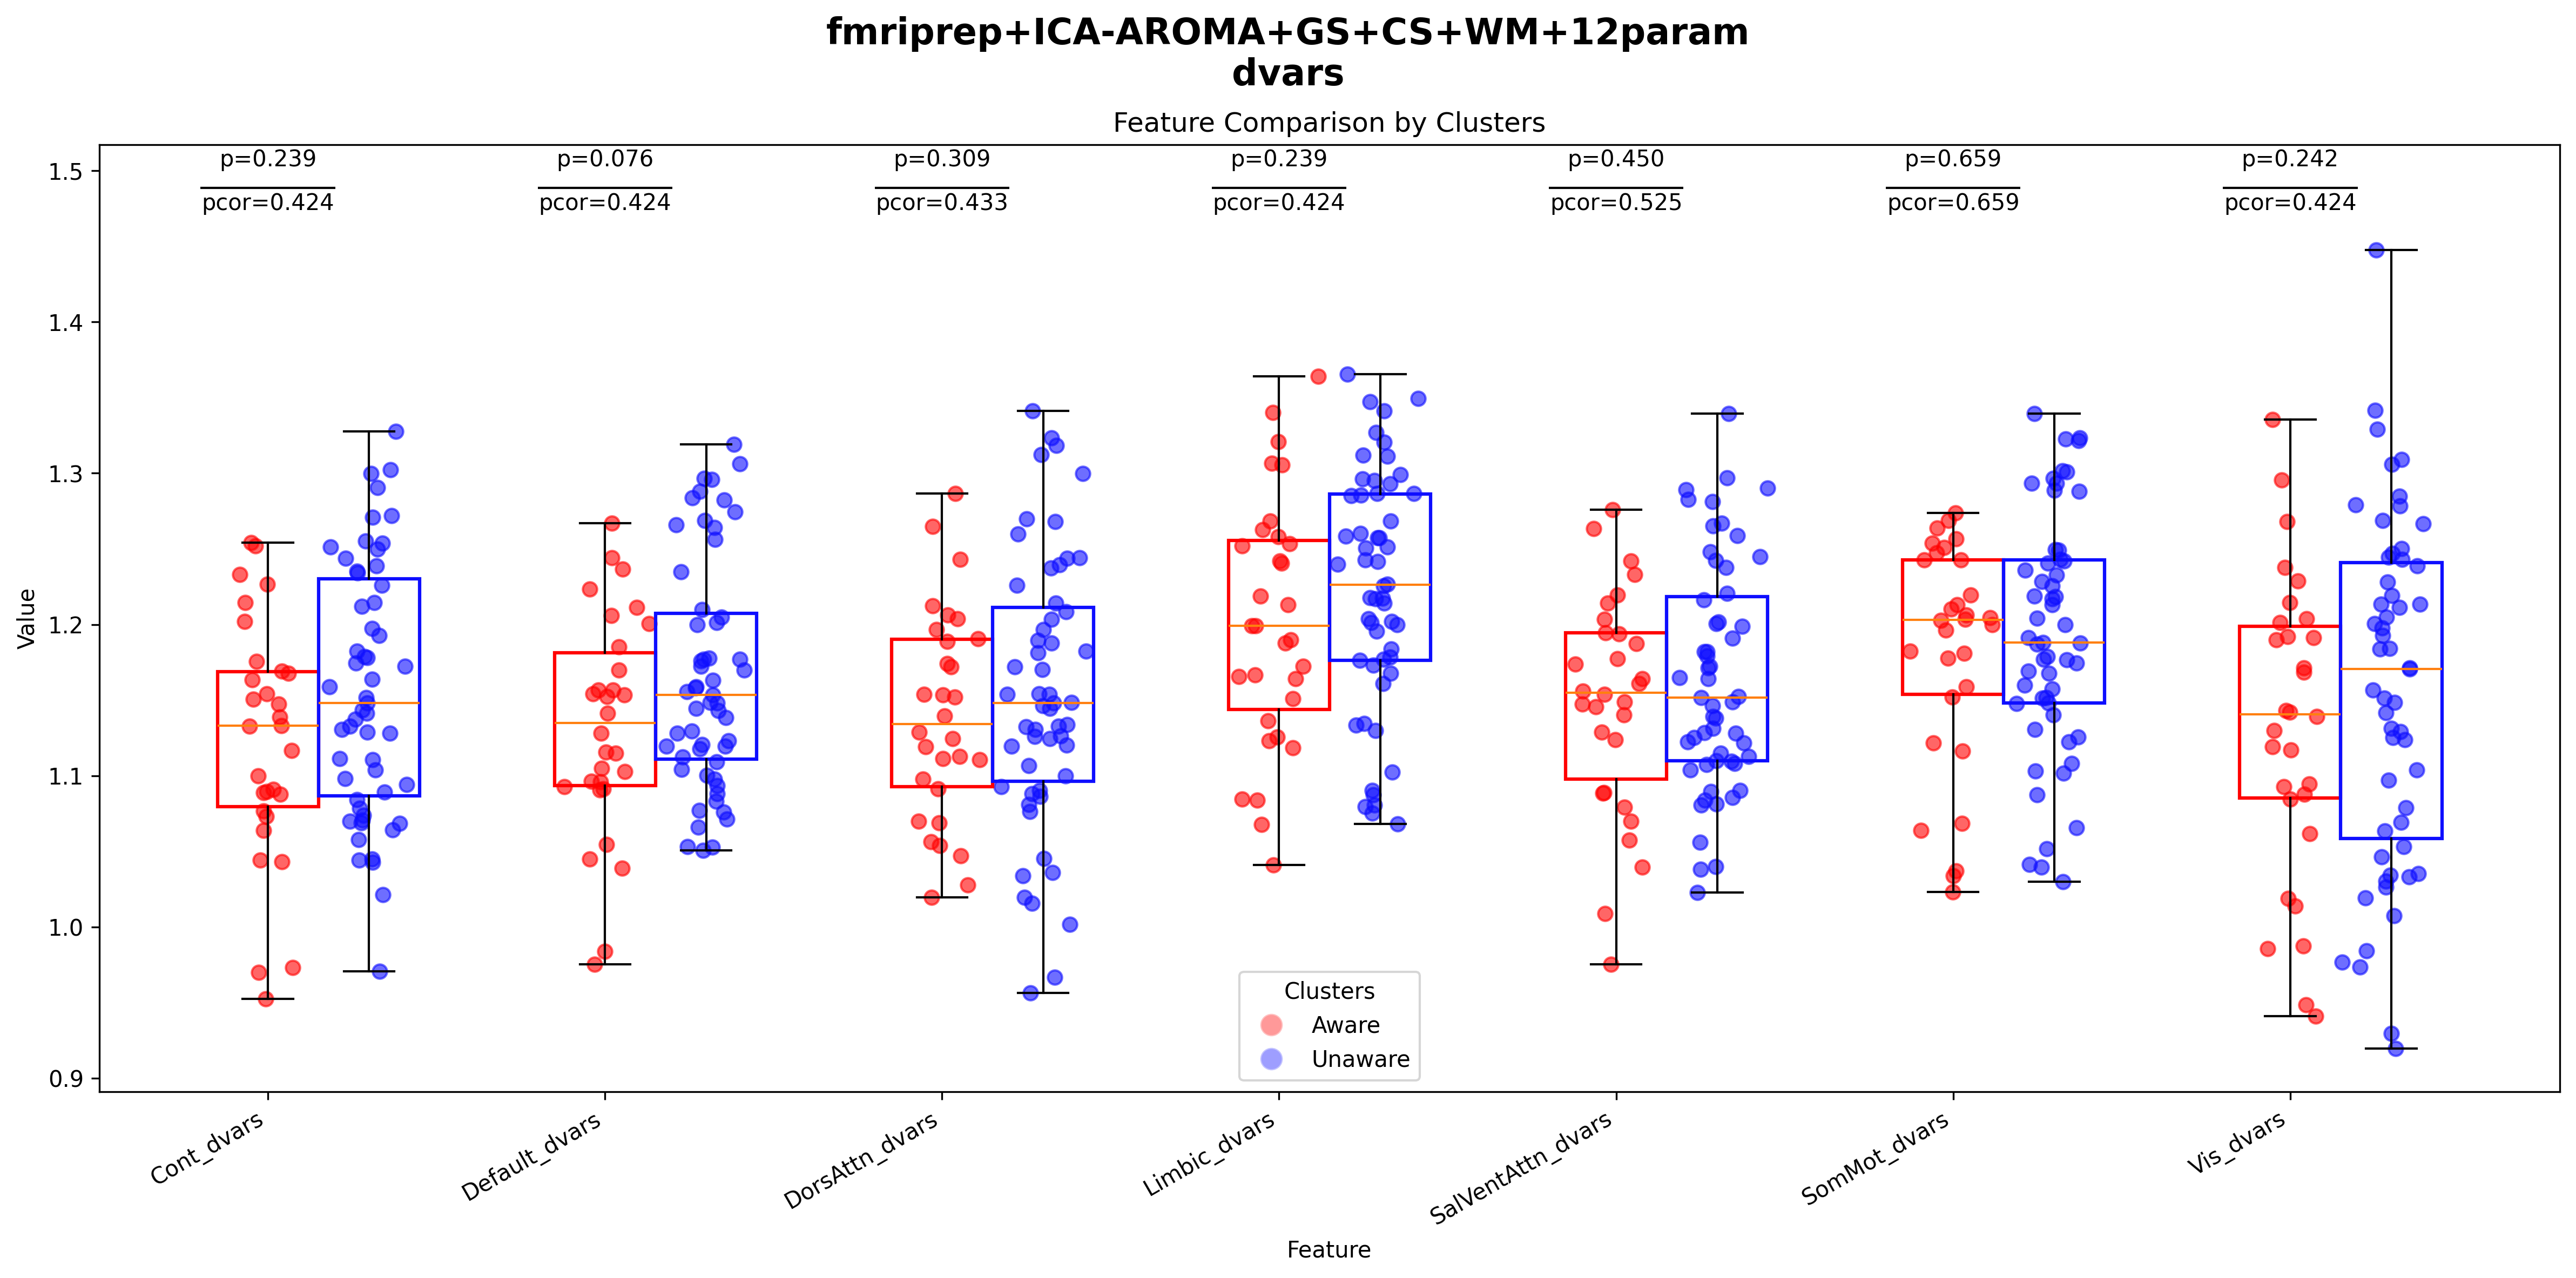 fmriprep+ICA-AROMA+GS+CS+WM+12param
dvars
Feature Comparison by Clusters
p=0.239 p=0.076 p=0.309 p=0.239 p=0.450 p=0.659 p=0.242
pcor=0.424 pcor=0.424 pcor=0.433 pcor=0.424 pcor=0.525 pcor=0.659 pcor=0.424
1.5
1.4
1.3
1.2
1.1
1.0
0.9
Value
Clusters
Aware
Unaware
Cont_dvars Default_dvars DorsAttn_dvars Limbic_dvars SalVentAttn_dvars SomMot_dvars Vis_dvars
Feature